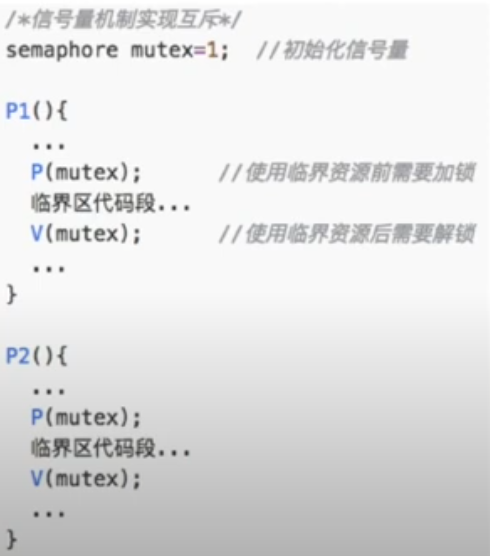 /*信号量机制实现互斥*/
semaphore mutex=1;  //初始化信号量
P1(){
...
P(mutex);  //使用临界资源前需要加锁
临界区代码段...
V(mutex);  //使用临界资源后需要解锁
...
}
P2(){
...
P(mutex);
临界区代码段...
V(mutex);
...
}